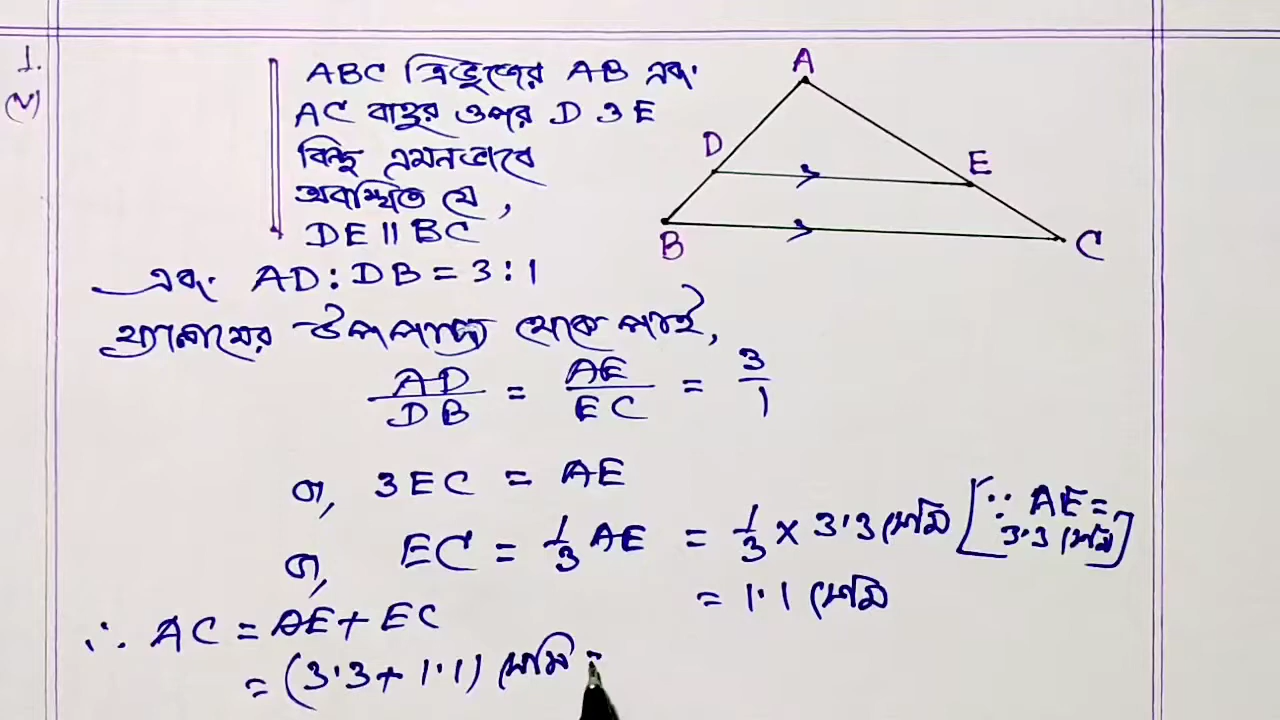 1.
(v)
ABC ত্রিভুজের AB এবং
AC বাহুর ওপর D ও E
বিন্দু এমনভাবে
অবস্থিত যে,
DE || BC
এবং AD : DB = 3 : 1
থ্যালাসের উপপাদ্য থেকে পাই,
AD/DB = AE/EC = 3/1
বা, 3EC = AE
বা, EC = 1/3 AE = 1/3 × 3.3 সেমি [∵ AE = 3.3 সেমি]
= 1.1 সেমি
∴ AC = AE + EC
= (3.3 + 1.1) সেমি =
A
D
E
B
C